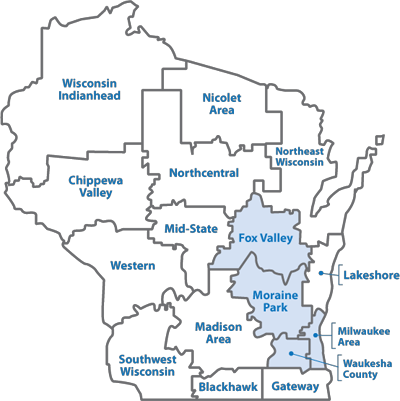 Wisconsin
Indianhead
Nicolet
Area
Northeast
Wisconsin
Northcentral
Chippewa
Valley
Mid-State
Fox Valley
Western
Lakeshore
Moraine
Park
Madison
Area
Milwaukee
Area
Southwest
Wisconsin
Waukesha
County
Blackhawk
Gateway